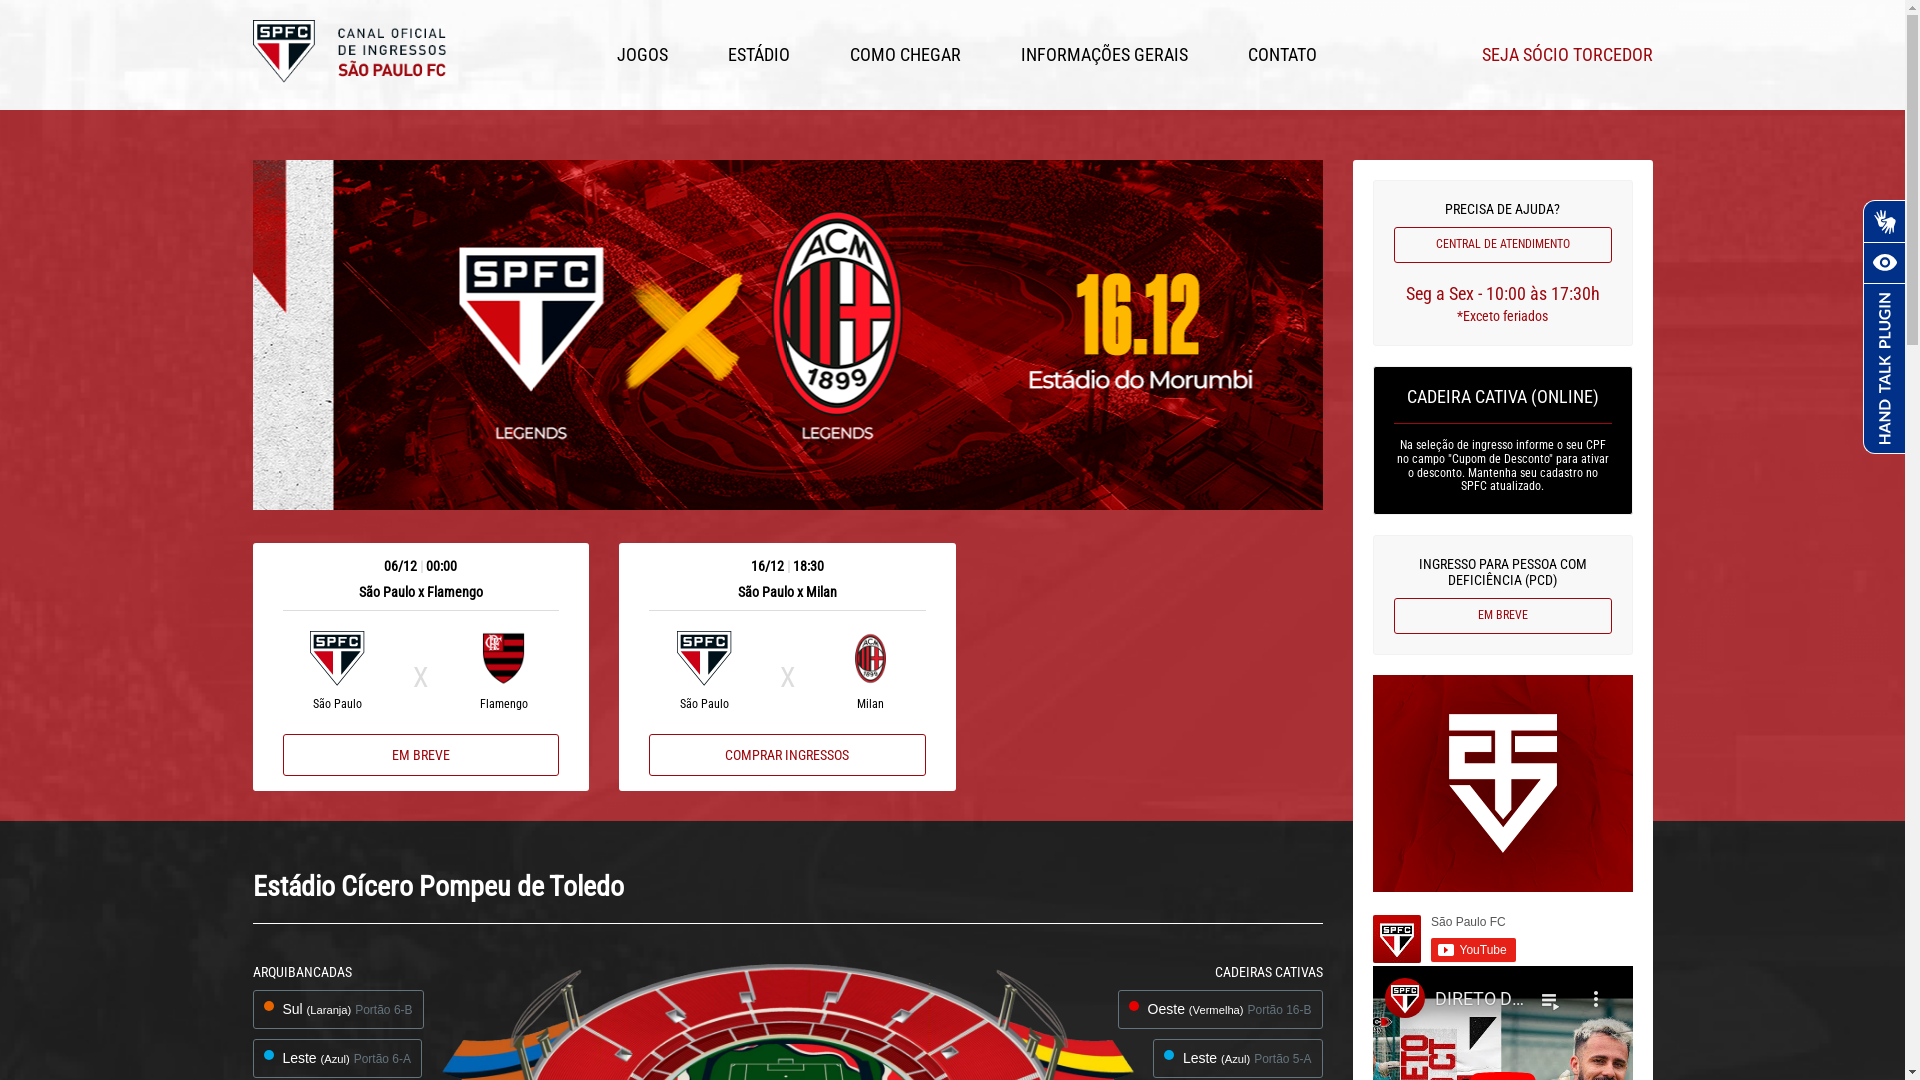 SPFC
CANAL OFICIAL
DE INGRESSOS
SÃO PAULO FC
JOGOS
ESTÁDIO
COMO CHEGAR
INFORMAÇÕES GERAIS
CONTATO
SEJA SÓCIO TORCEDOR
SPFC
LEGENDS
ACM
1899
LEGENDS
16.12
Estádio do Morumbi
06/12 | 00:00
São Paulo x Flamengo
SPFC
São Paulo
X
Flamengo
EM BREVE
16/12 | 18:30
São Paulo x Milan
SPFC
São Paulo
X
ACM
1899
Milan
COMPRAR INGRESSOS
PRECISA DE AJUDA?
CENTRAL DE ATENDIMENTO
Seg a Sex - 10:00 às 17:30h
*Exceto feriados
CADEIRA CATIVA (ONLINE)
Na seleção de ingresso informe o seu CPF
no campo "Cupom de Desconto" para ativar
o desconto. Mantenha seu cadastro no
SPFC atualizado.
INGRESSO PARA PESSOA COM
DEFICIÊNCIA (PCD)
EM BREVE
SPFC
São Paulo FC
YouTube
SPFC
DIRETO D...
HAND TALK PLUGIN
Estádio Cícero Pompeu de Toledo
ARQUIBANCADAS
Sul (Laranja) Portão 6-B
Leste (Azul) Portão 6-A
CADEIRAS CATIVAS
Oeste (Vermelha) Portão 16-B
Leste (Azul) Portão 5-A